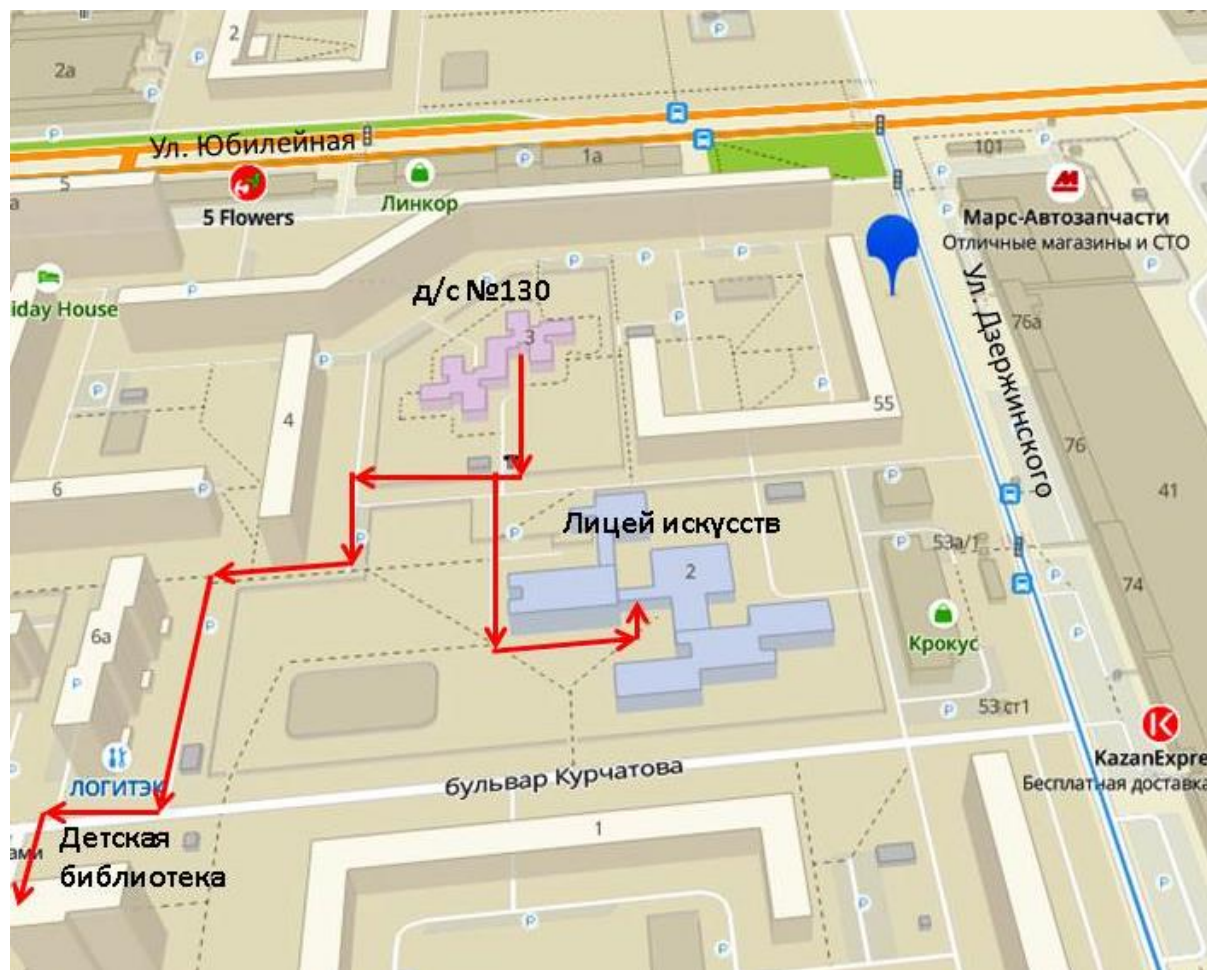 2
2а
Ул. Юбилейная
1а
101
5
5 Flowers
Линкор
Марс-Автозапчасти
Отличные магазины и СТО
iday House
д/с №130
3
Ул. Дзержинского
76а
4
55
76
6
41
Лицей искусств
53а/1
2
74
6а
Крокус
53 ст1
KazanExpre
Бесплатная доставка
ЛОГИТЭК
бульвар Курчатова
Детская
библиотека
ами
1